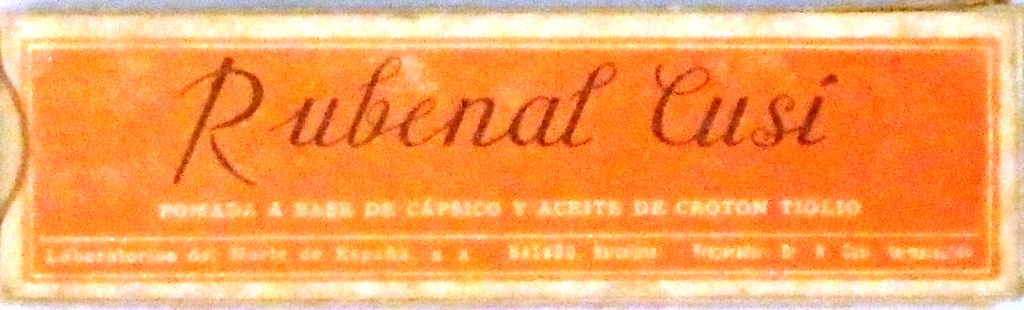 Rubenal Cusí
POMADA A BASE DE CÁPSICO Y ACEITE DE CROTON TIGLIO
Laboratorios del Norte de España, S. A.